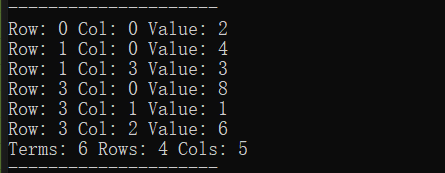 ---------------------
Row: 0 Col: 0 Value: 2
Row: 1 Col: 0 Value: 4
Row: 1 Col: 3 Value: 3
Row: 3 Col: 0 Value: 8
Row: 3 Col: 1 Value: 1
Row: 3 Col: 2 Value: 6
Terms: 6 Rows: 4 Cols: 5
---------------------